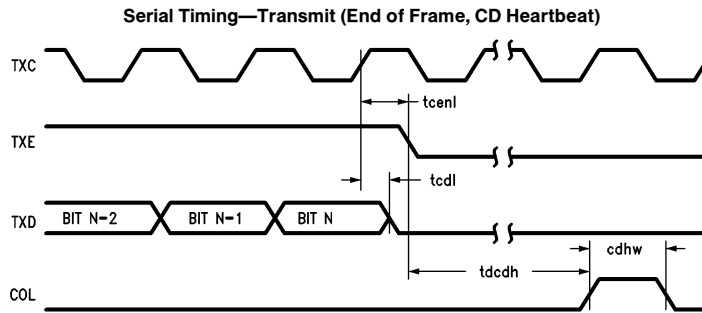 Serial Timing—Transmit (End of Frame, CD Heartbeat)
TXC
tcenl
TXE
tcdl
TXD
BIT N-2
BIT N-1
BIT N
cdhw
tdcdh
COL